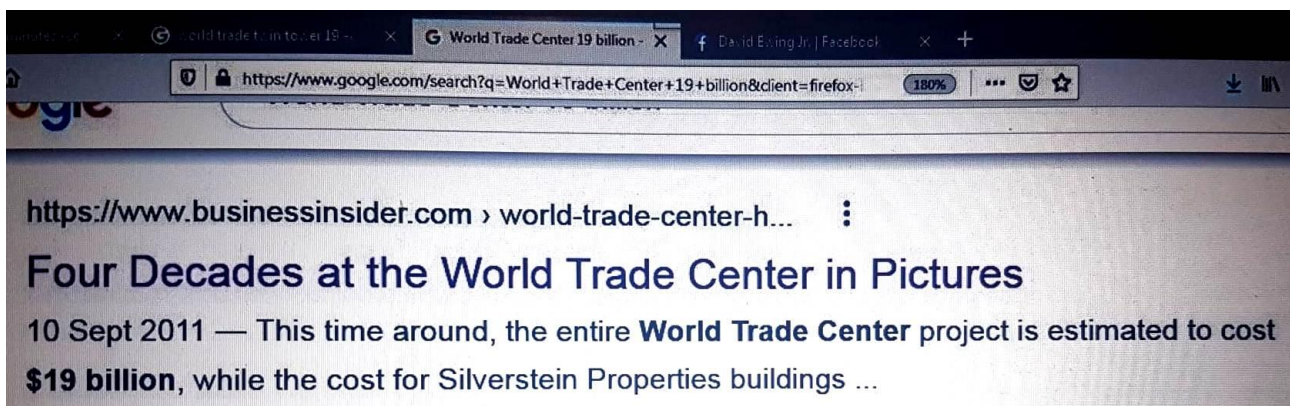 World Trade Center 19 billion -
David Ewing Jr. | Facebook
https://www.google.com/search?q=World+Trade+Center+19+billion&client=firefox-
180%
ogle
https://www.businessinsider.com › world-trade-center-h...
Four Decades at the World Trade Center in Pictures
10 Sept 2011 — This time around, the entire World Trade Center project is estimated to cost
$19 billion, while the cost for Silverstein Properties buildings ...